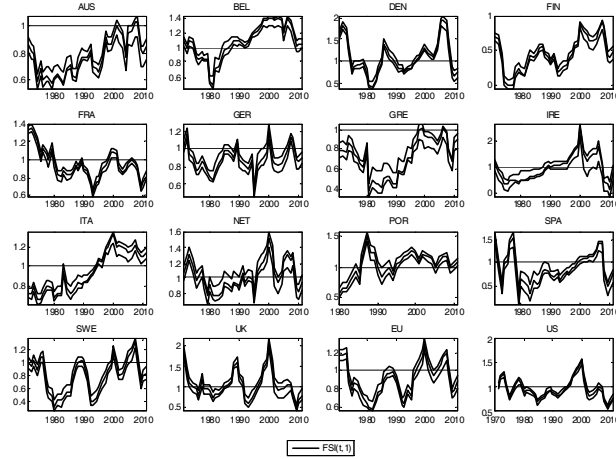 AUS BEL DEN FIN
1 0.8 0.6
1.4 1.2 1 0.8 0.6
2 1.5 1 0.5
1 0.5 0
1980 1990 2000 2010 1980 1990 2000 2010 1980 1990 2000 2010 1980 1990 2000 2010
FRA GER GRE IRE
1.4 1.2 1 0.8 0.6
1.2 1 0.8 0.6
1 0.8 0.6 0.4
2 1 0
1980 1990 2000 2010 1980 1990 2000 2010 1980 1990 2000 2010 1980 1990 2000 2010
ITA NET POR SPA
1.2 1 0.8
1.6 1.4 1.2 1 0.8
1.5 1 0.5
1.5 1 0.5
1980 1990 2000 2010 1980 1990 2000 2010 1980 1990 2000 2010 1980 1990 2000 2010
SWE UK EU US
1.2 1 0.8 0.6 0.4
2 1.5 1 0.5
1.2 1 0.8 0.6
2 1.5 1 0.5
1980 1990 2000 2010 1980 1990 2000 2010 1980 1990 2000 2010 1970 1980 1990 2000 2010
FSI(t,1)